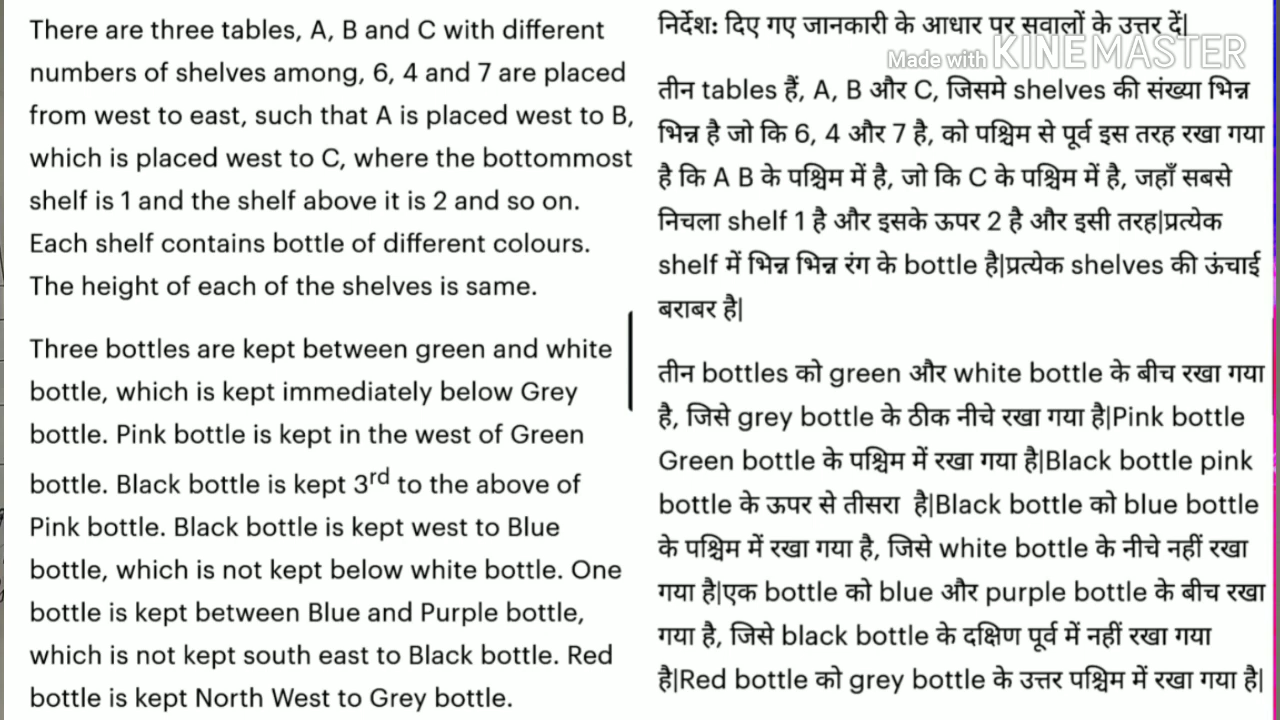 There are three tables, A, B and C with different
numbers of shelves among, 6, 4 and 7 are placed
from west to east, such that A is placed west to B,
which is placed west to C, where the bottommost
shelf is 1 and the shelf above it is 2 and so on.
Each shelf contains bottle of different colours.
The height of each of the shelves is same.
Three bottles are kept between green and white
bottle, which is kept immediately below Grey
bottle. Pink bottle is kept in the west of Green
bottle. Black bottle is kept 3rd to the above of
Pink bottle. Black bottle is kept west to Blue
bottle, which is not kept below white bottle. One
bottle is kept between Blue and Purple bottle,
which is not kept south east to Black bottle. Red
bottle is kept North West to Grey bottle.
निर्देश: दिए गए जानकारी के आधार पर सवालों के उत्तर दें|
Made with KINEMASTER
तीन tables हैं, A, B और C, जिसमे shelves की संख्या भिन्न
भिन्न है जो कि 6, 4 और 7 है, को पश्चिम से पूर्व इस तरह रखा गया
है कि A B के पश्चिम में है, जो कि C के पश्चिम में है, जहाँ सबसे
निचला shelf 1 है और इसके ऊपर 2 है और इसी तरह|प्रत्येक
shelf में भिन्न भिन्न रंग के bottle है|प्रत्येक shelves की ऊंचाई
बराबर है|
तीन bottles को green और white bottle के बीच रखा गया
है, जिसे grey bottle के ठीक नीचे रखा गया है|Pink bottle
Green bottle के पश्चिम में रखा गया है|Black bottle pink
bottle के ऊपर से तीसरा है|Black bottle को blue bottle
के पश्चिम में रखा गया है, जिसे white bottle के नीचे नहीं रखा
गया है|एक bottle को blue और purple bottle के बीच रखा
गया है, जिसे black bottle के दक्षिण पूर्व में नहीं रखा गया
है|Red bottle को grey bottle के उत्तर पश्चिम में रखा गया है|